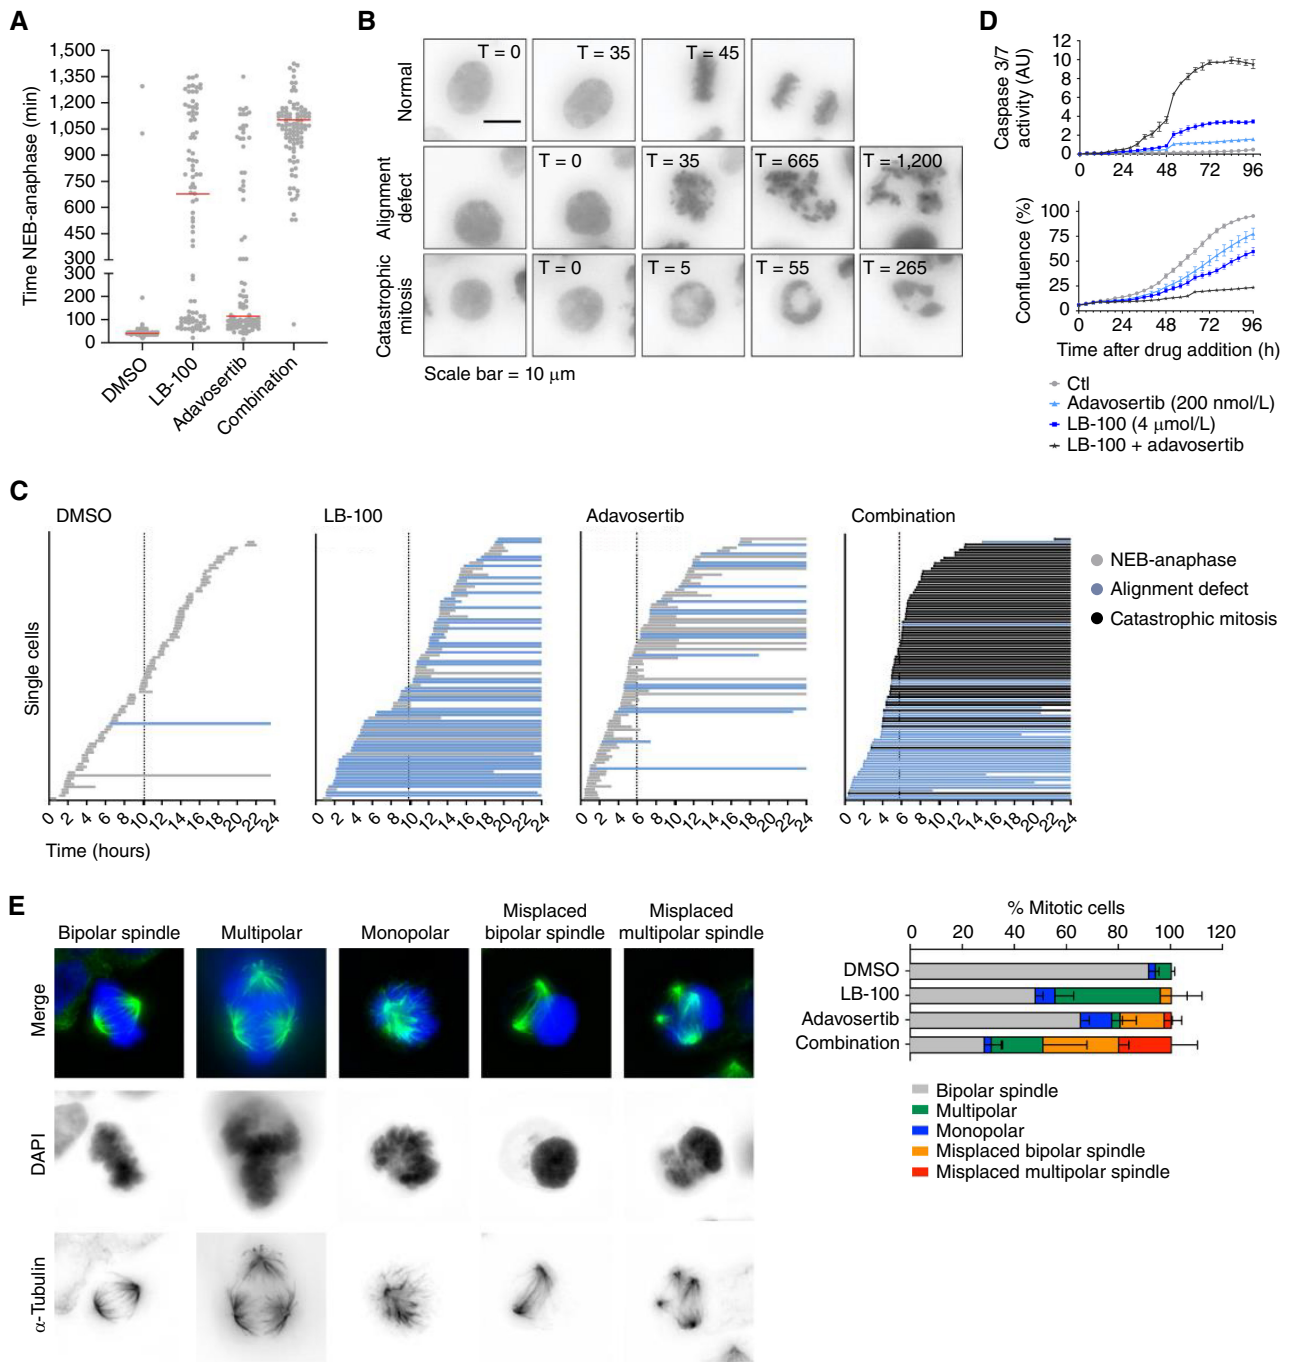 A
Time NEB-anaphase (min)
1,500
1,350
1,200
1,050
900
750
600
450
300
300
200
100
0
DMSO
LB-100
Adavosertib
Combination
B
Normal
T = 0
T = 35
T = 45
Alignment
defect
T = 0
T = 35
T = 665
T = 1,200
Catastrophic
mitosis
T = 0
T = 5
T = 55
T = 265
Scale bar = 10 μm
D
Caspase 3/7
activity (AU)
12
10
8
6
4
2
0
0 24 48 72 96
Confluence (%)
100
75
50
25
0
0 24 48 72 96
Time after drug addition (h)
Ctl
Adavosertib (200 nmol/L)
LB-100 (4 μmol/L)
LB-100 + adavosertib
C
Single cells
DMSO
0 2 4 6 8 10 12 14 16 18 20 22 24
Time (hours)
LB-100
0 2 4 6 8 10 12 14 16 18 20 22 24
Adavosertib
0 2 4 6 8 10 12 14 16 18 20 22 24
Combination
0 2 4 6 8 10 12 14 16 18 20 22 24
NEB-anaphase
Alignment defect
Catastrophic mitosis
E
Bipolar spindle
Multipolar
Monopolar
Misplaced
bipolar spindle
Misplaced
multipolar spindle
Merge
DAPI
α-Tubulin
% Mitotic cells
0 20 40 60 80 100 120
DMSO
LB-100
Adavosertib
Combination
Bipolar spindle
Multipolar
Monopolar
Misplaced bipolar spindle
Misplaced multipolar spindle